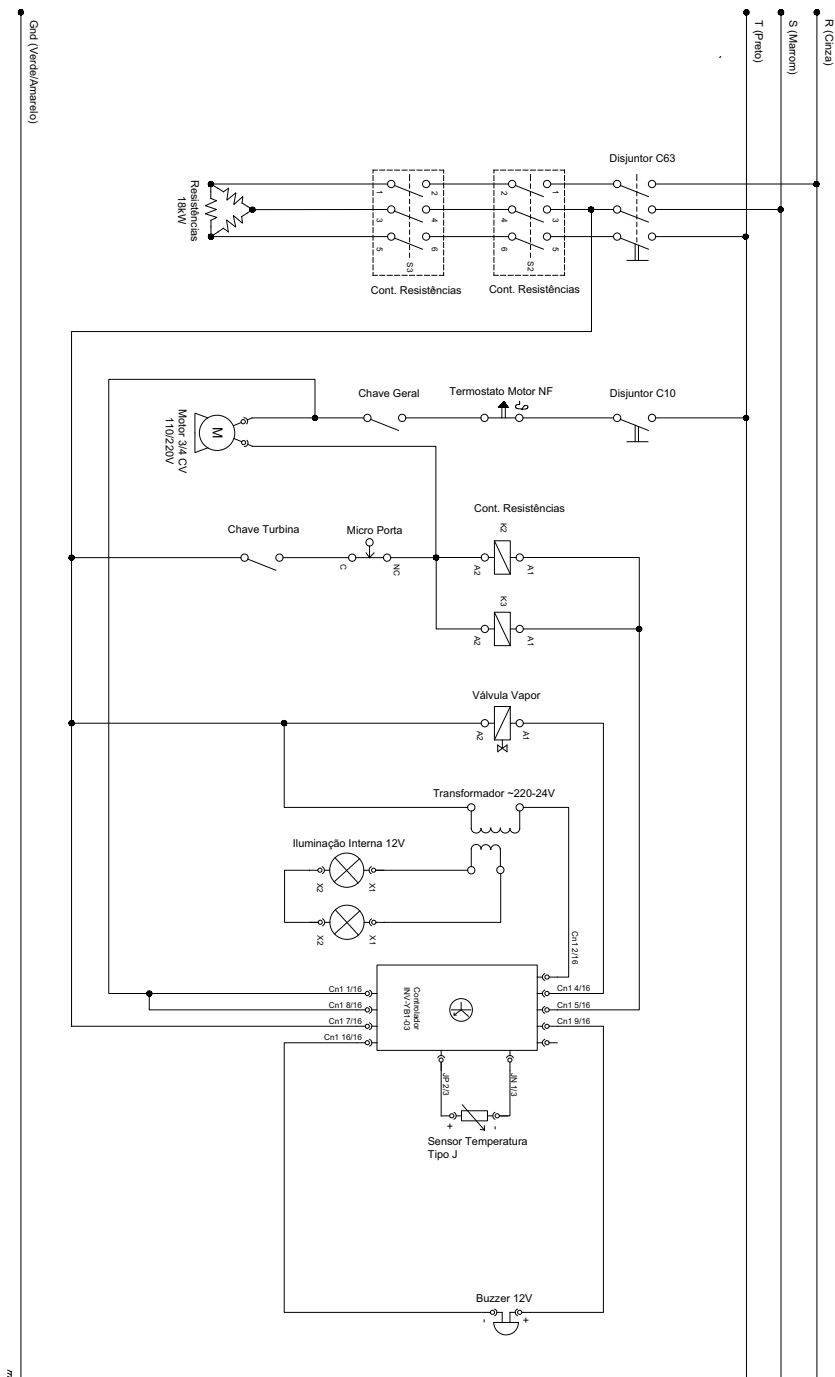 R (Cinza)
S (Marrom)
T (Preto)
Gnd (Verde/Amarelo)
Disjuntor C63
Resistências
18kW
1
2
3
4
5
6
S3
2
1
4
3
6
5
S2
Cont. Resistências
Cont. Resistências
Chave Geral
Termostato Motor NF
Disjuntor C10
M
Motor 3/4 CV
110/220V
Cont. Resistências
Chave Turbina
Micro Porta
C
NC
K2
A2
A1
K3
A2
A1
Válvula Vapor
A2
A1
Transformador ~220-24V
Iluminação Interna 12V
X2
X1
X2
X1
Cn1 2/16
Cn1 1/16
Cn1 8/16
Cn1 7/16
Cn1 16/16
Controlador
INV-YB1-03
Cn1 4/16
Cn1 5/16
Cn1 9/16
JP 2/3
JN 1/3
+
-
Sensor Temperatura
Tipo J
Buzzer 12V
-
+